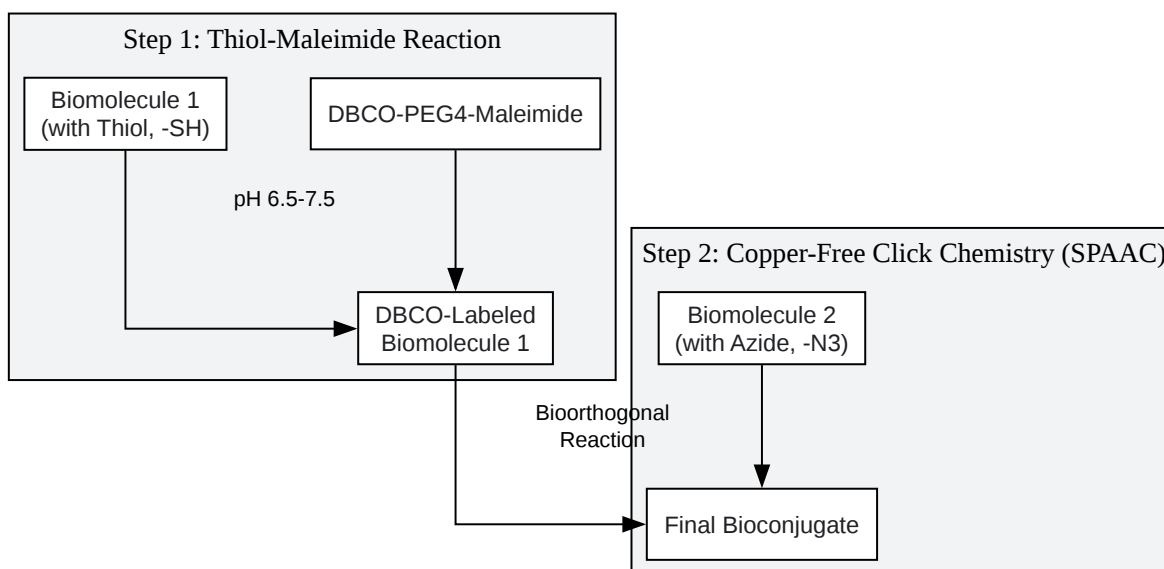 Step 1: Thiol-Maleimide Reaction
Biomolecule 1
(with Thiol, -SH)
DBCO-PEG4-Maleimide
pH 6.5-7.5
DBCO-Labeled
Biomolecule 1
Step 2: Copper-Free Click Chemistry (SPAAC)
Biomolecule 2
(with Azide, -N3)
Bioorthogonal
Reaction
Final Bioconjugate